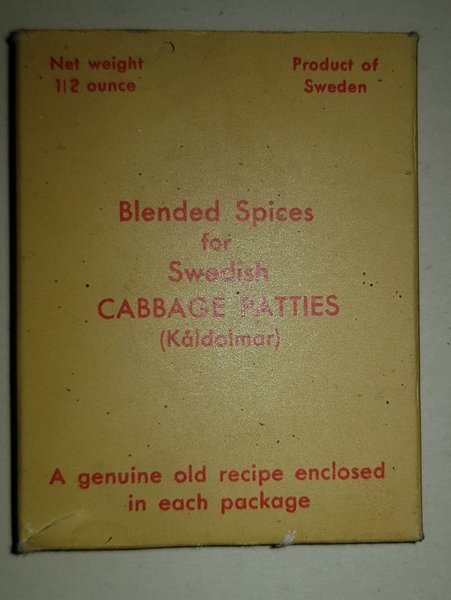 Net weight
1/2 ounce
Product of
Sweden
Blended Spices
for
Swedish
CABBAGE PATTIES
(Kåldolmar)
A genuine old recipe enclosed
in each package